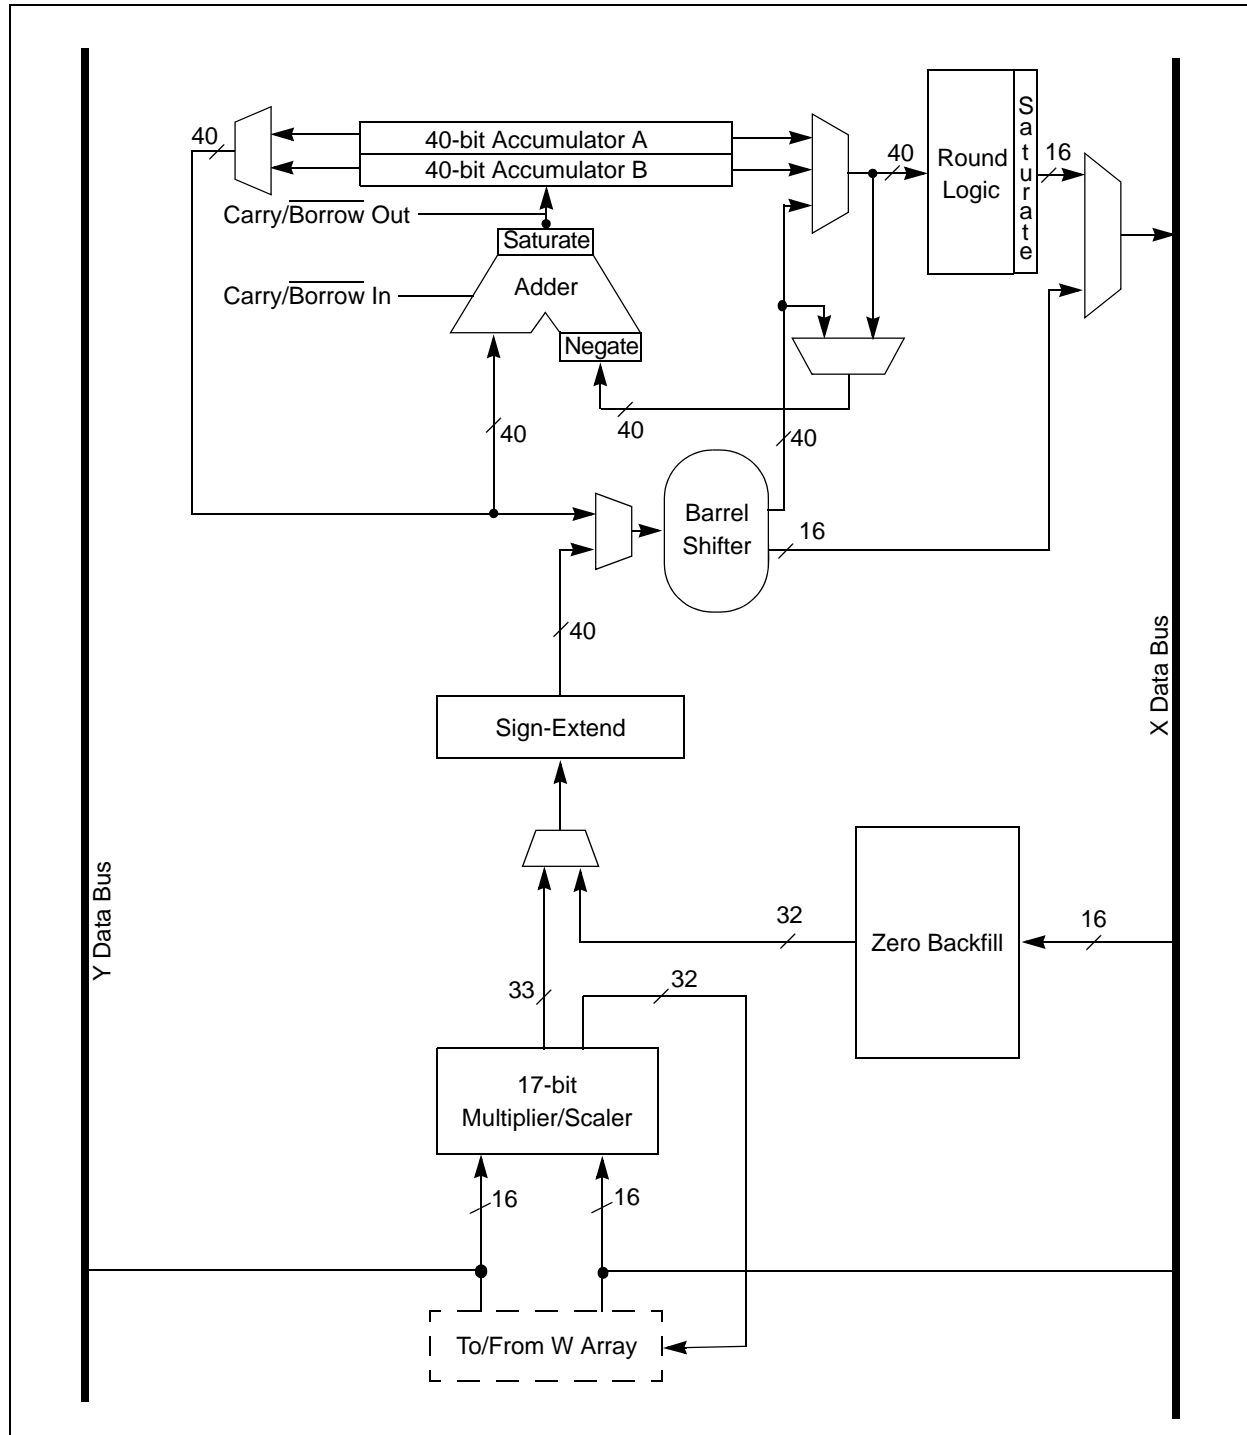 40
40-bit Accumulator A
40-bit Accumulator B
40
Round
Logic
Saturate
16
Carry/Borrow Out
Saturate
Carry/Borrow In
Adder
Negate
40
40
40
Barrel
Shifter
16
40
Sign-Extend
X Data Bus
Y Data Bus
32
Zero Backfill
16
33
32
17-bit
Multiplier/Scaler
16
16
To/From W Array